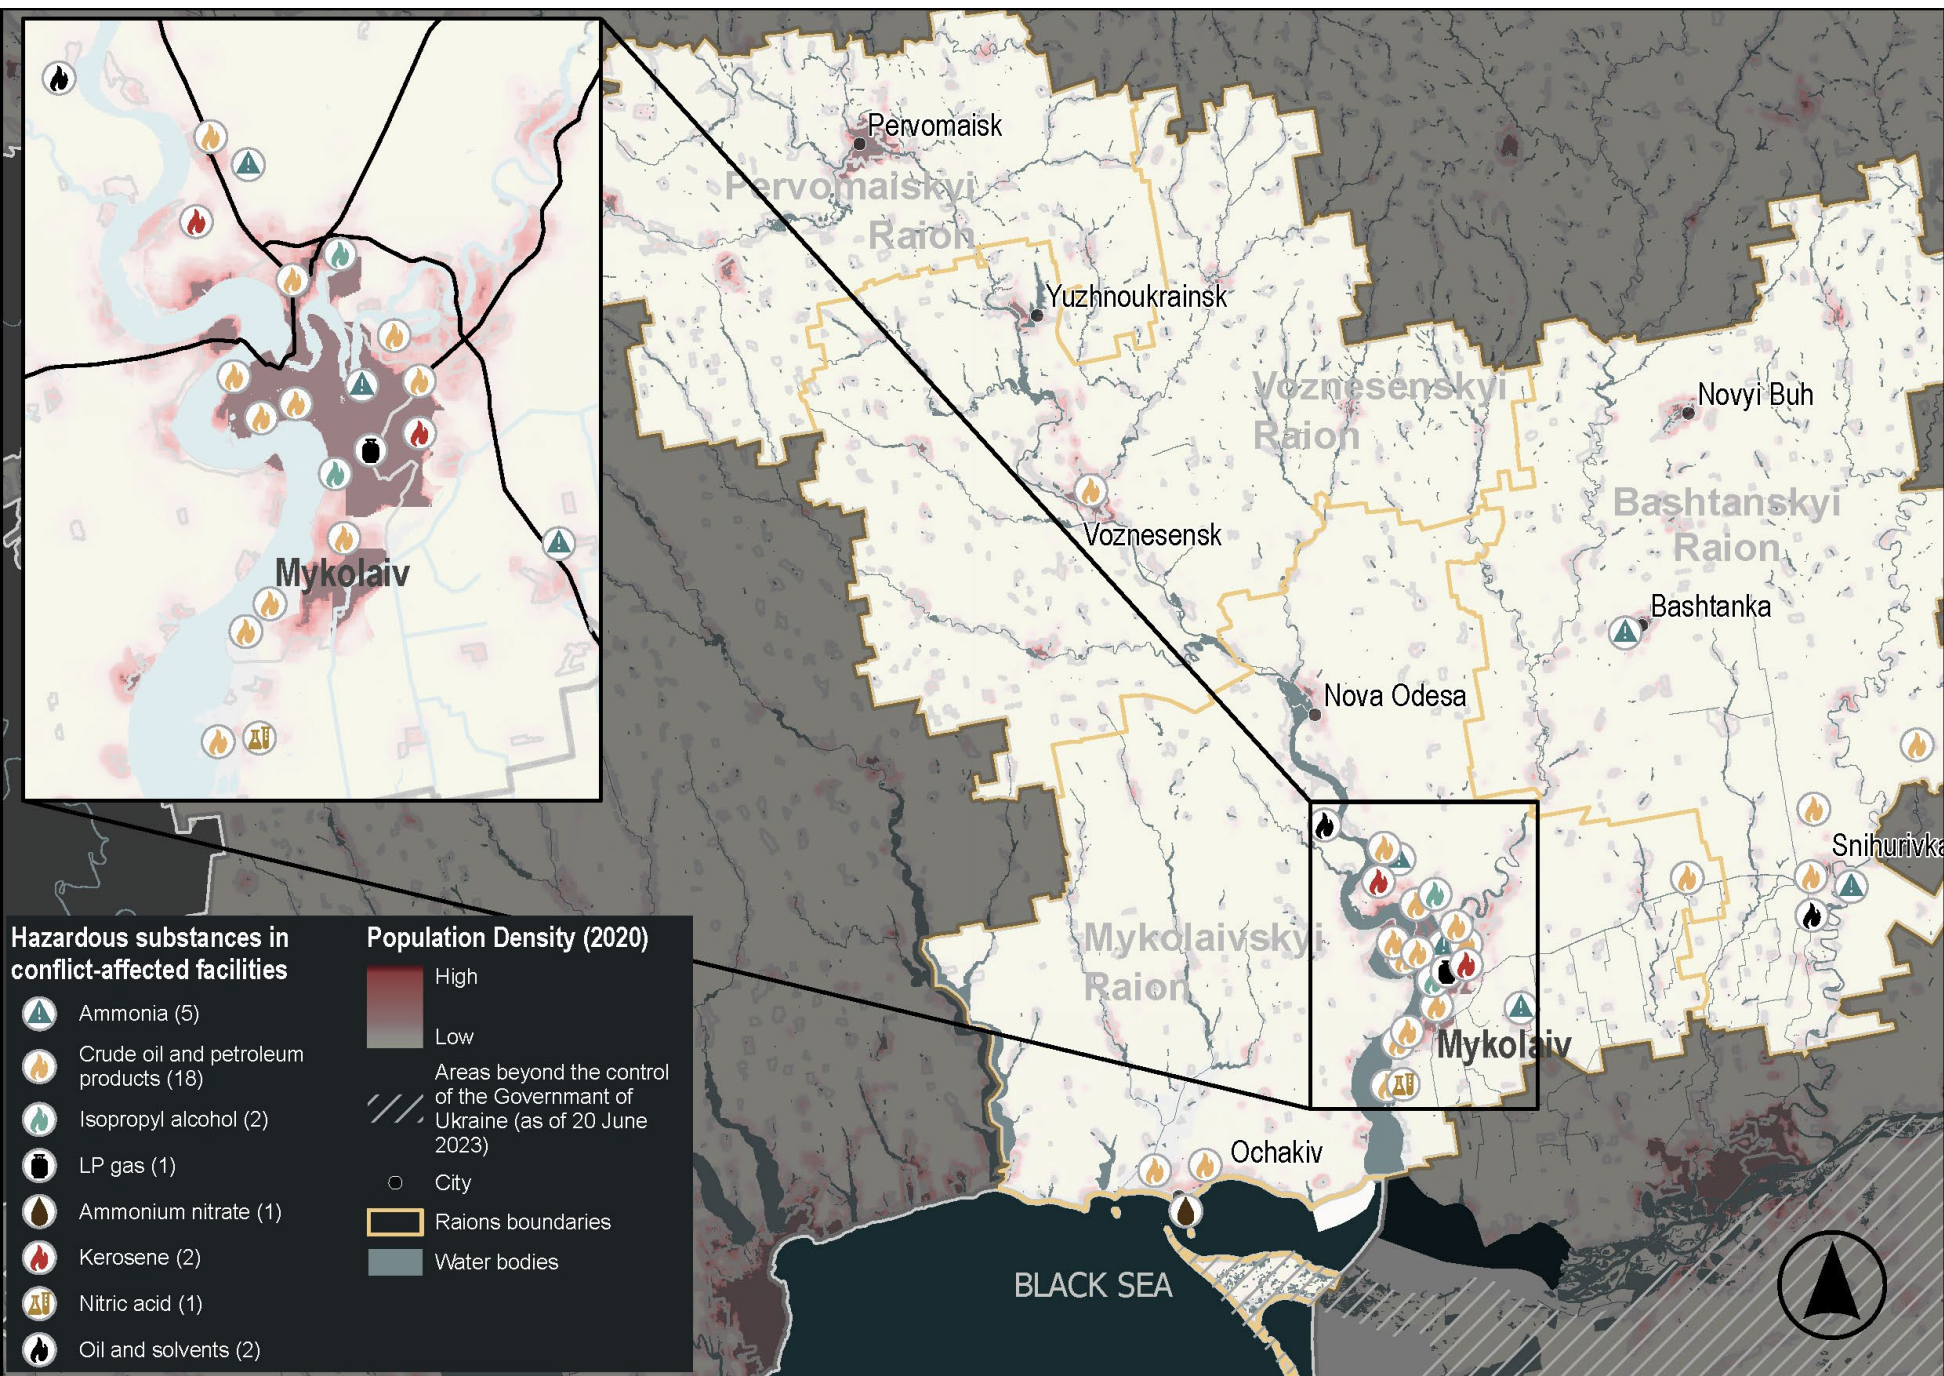 Pervomaisk
Pervomaiskyi
Raion
Yuzhnoukrainsk
Voznesenskyi
Raion
Novyi Buh
Bashtanskyi
Raion
Voznesensk
Mykolaiv
Bashtanka
Nova Odesa
Snihurivka
Mykolaivskyi
Raion
Mykolaiv
Ochakiv
BLACK SEA
Hazardous substances in
conflict-affected facilities
Ammonia (5)
Crude oil and petroleum
products (18)
Isopropyl alcohol (2)
LP gas (1)
Ammonium nitrate (1)
Kerosene (2)
Nitric acid (1)
Oil and solvents (2)
Population Density (2020)
High
Low
Areas beyond the control
of the Governmant of
Ukraine (as of 20 June
2023)
City
Raions boundaries
Water bodies